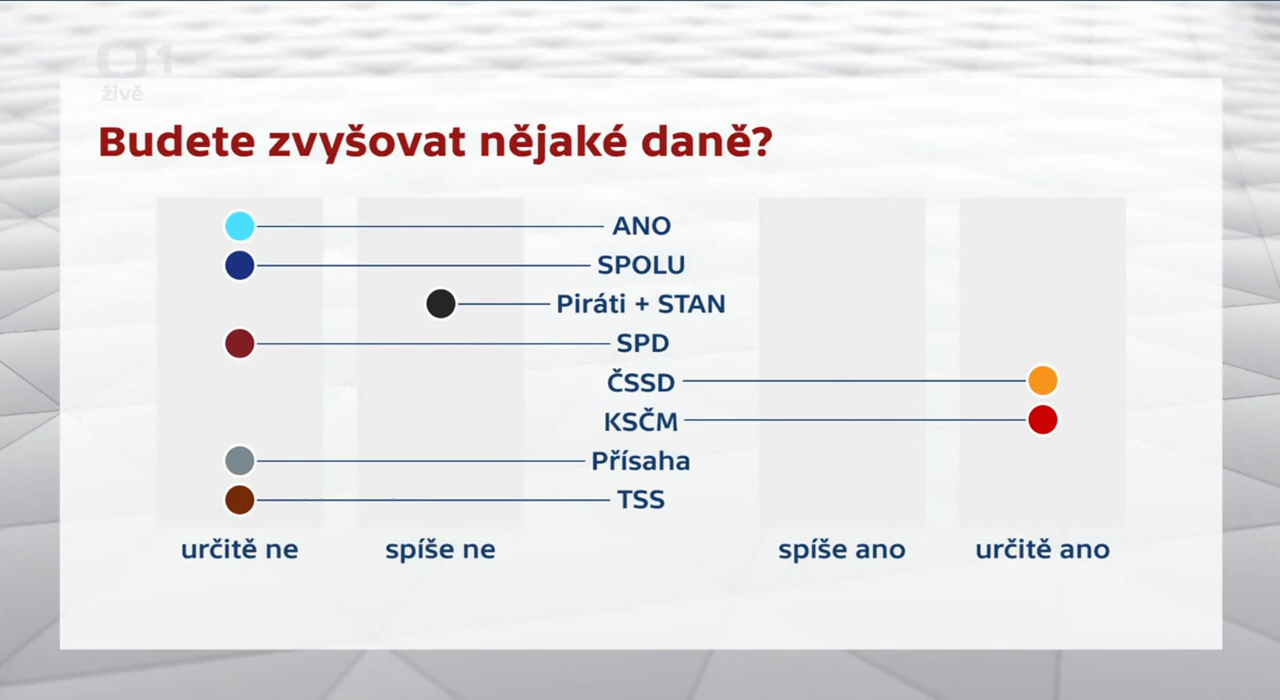 1
živě
Budete zvyšovat nějaké daně?
ANO
SPOLU
Piráti + STAN
SPD
ČSSD
KSČM
Přísaha
TSS
určitě ne
spíše ne
spíše ano
určitě ano